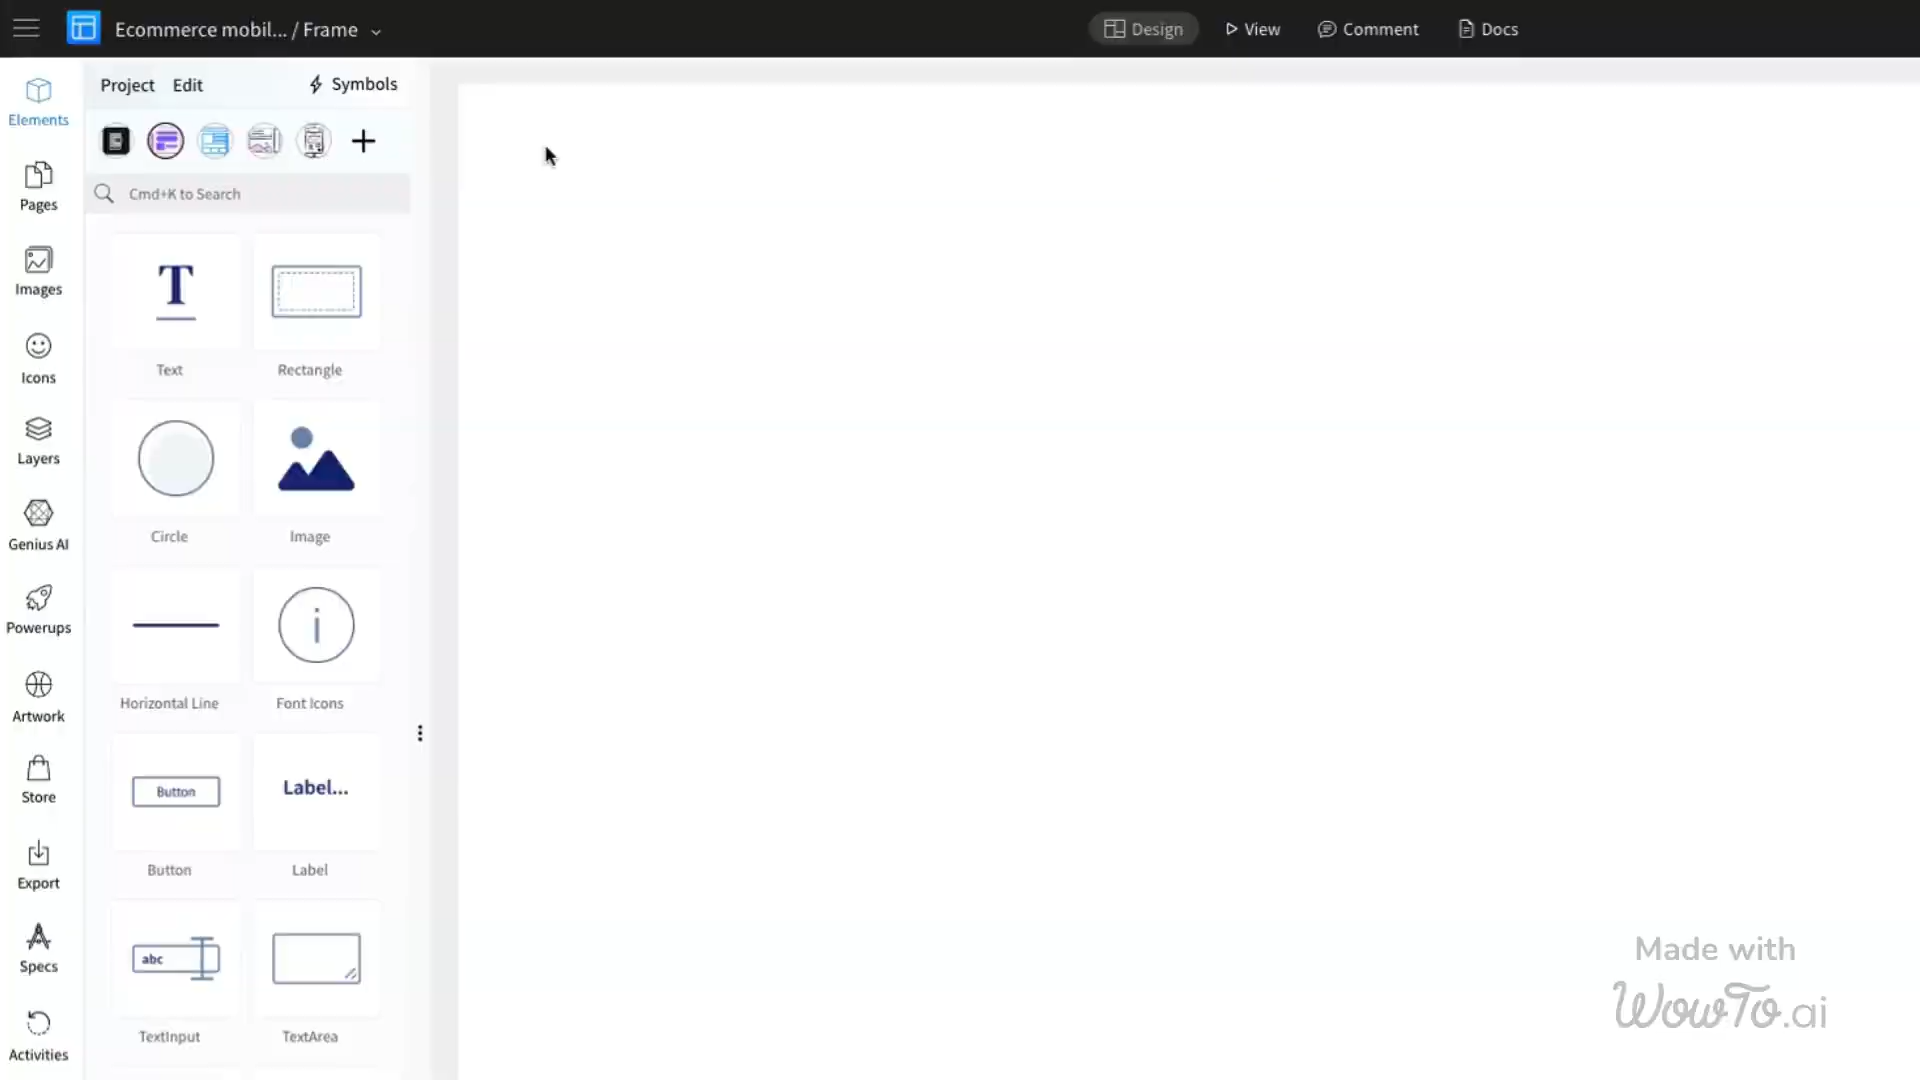 Ecommerce mobil... / Frame
Design
View
Comment
Docs
Project
Edit
Symbols
Cmd+K to Search
Elements
Pages
Images
Icons
Layers
Genius AI
Powerups
Artwork
Store
Export
Specs
Activities
T
Text
Rectangle
Circle
Image
Horizontal Line
i
Font Icons
Button
Label...
Button
Label
abc
TextInput
TextArea
Made with
WowTo.ai